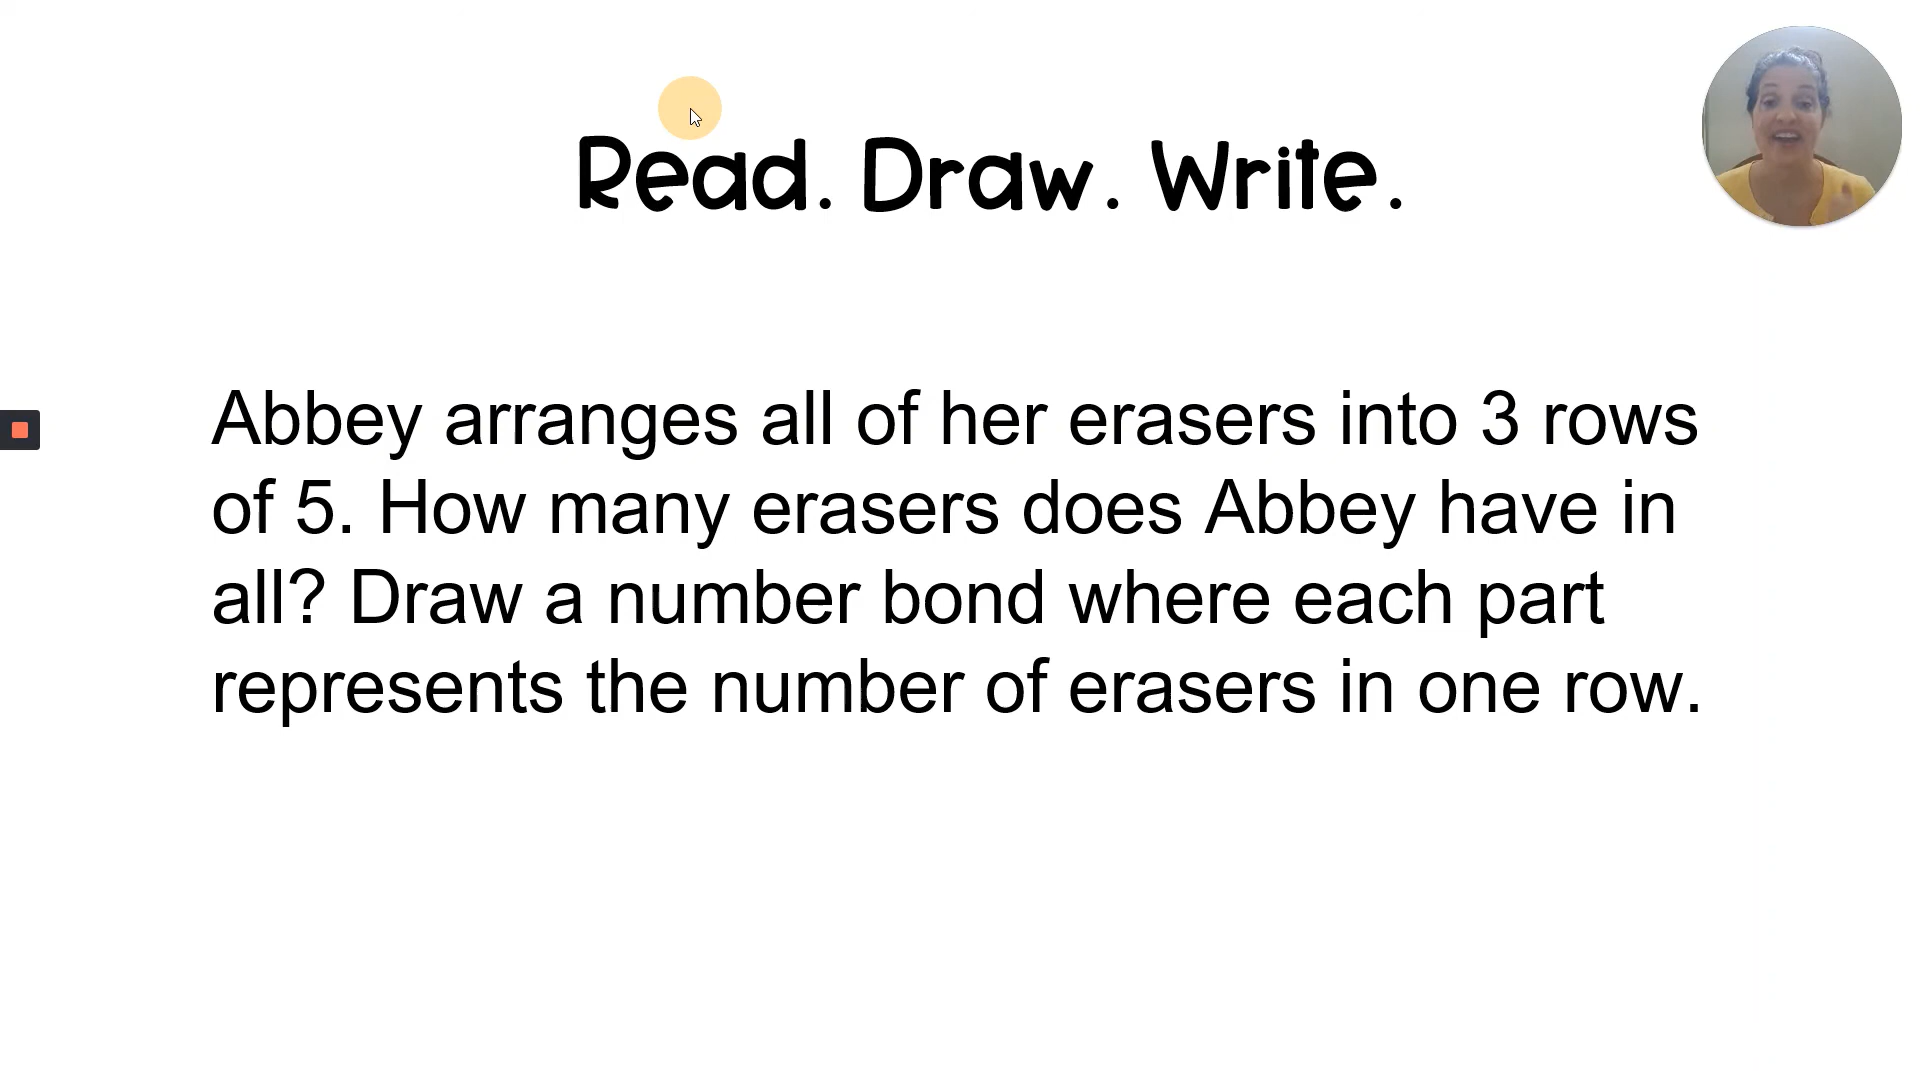 Read. Draw. Write.
Abbey arranges all of her erasers into 3 rows
of 5. How many erasers does Abbey have in
all? Draw a number bond where each part
represents the number of erasers in one row.